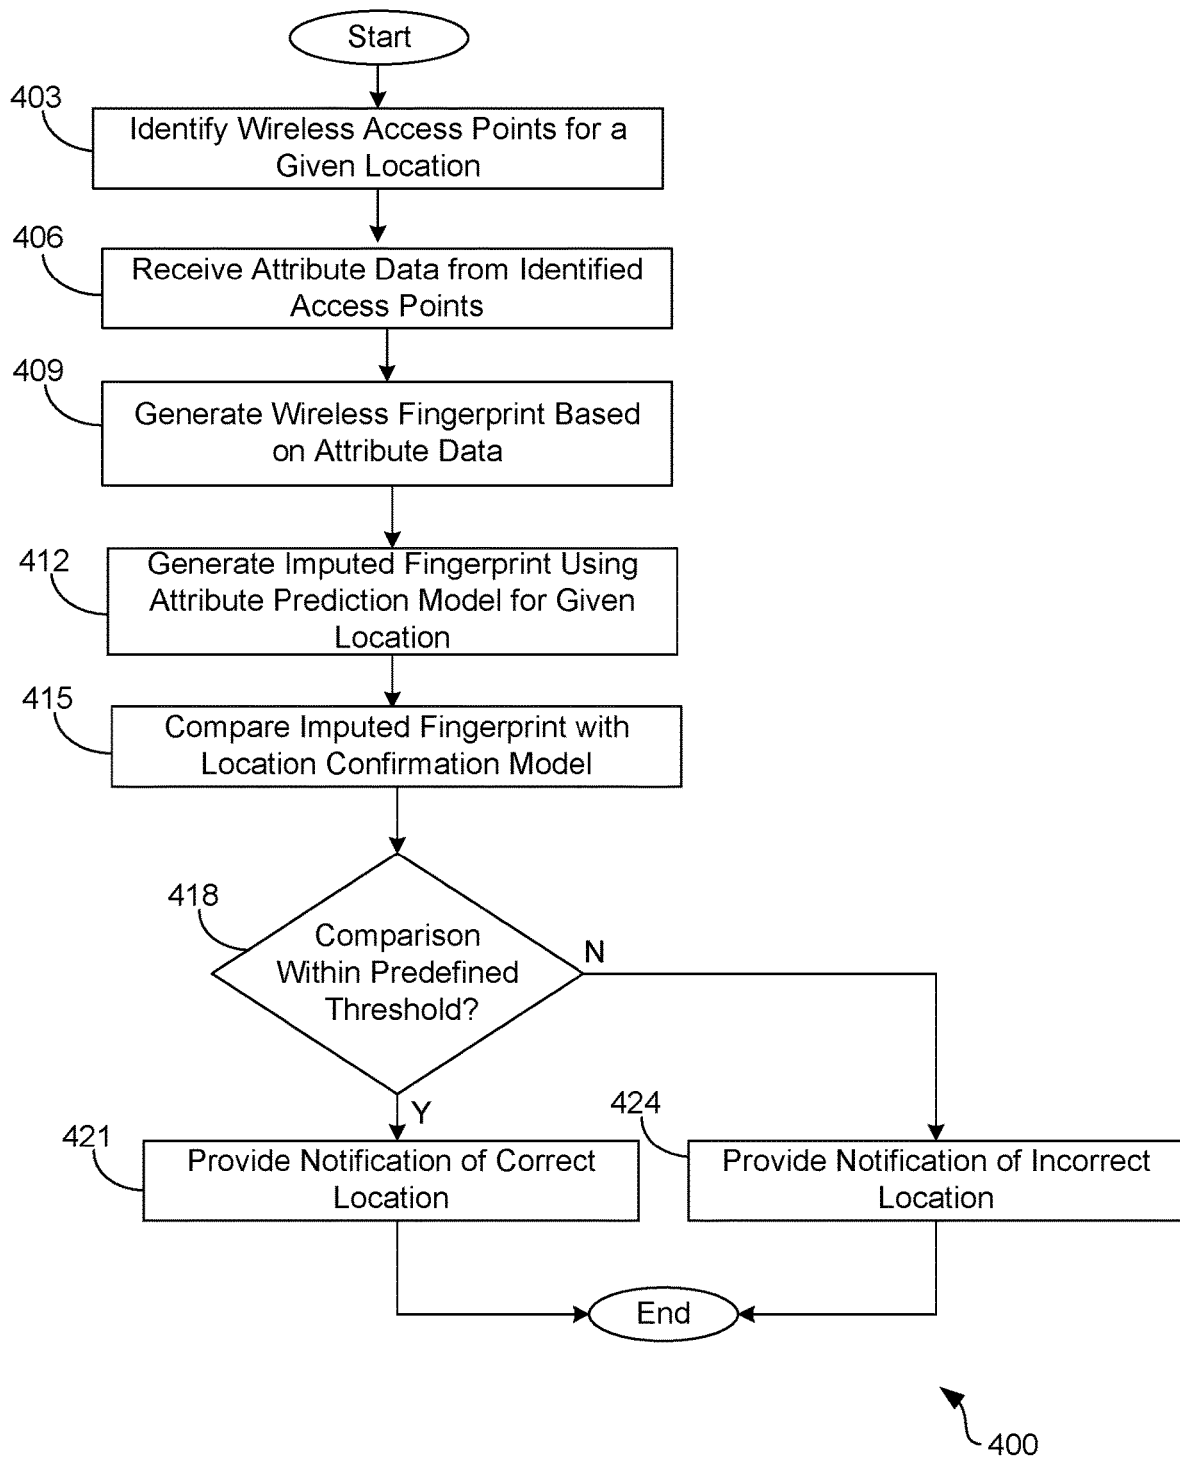 Start
403
Identify Wireless Access Points for a
Given Location
406
Receive Attribute Data from Identified
Access Points
409
Generate Wireless Fingerprint Based
on Attribute Data
412
Generate Imputed Fingerprint Using
Attribute Prediction Model for Given
Location
415
Compare Imputed Fingerprint with
Location Confirmation Model
418
Comparison
Within Predefined
Threshold?
N
Y
421
Provide Notification of Correct
Location
424
Provide Notification of Incorrect
Location
End
400